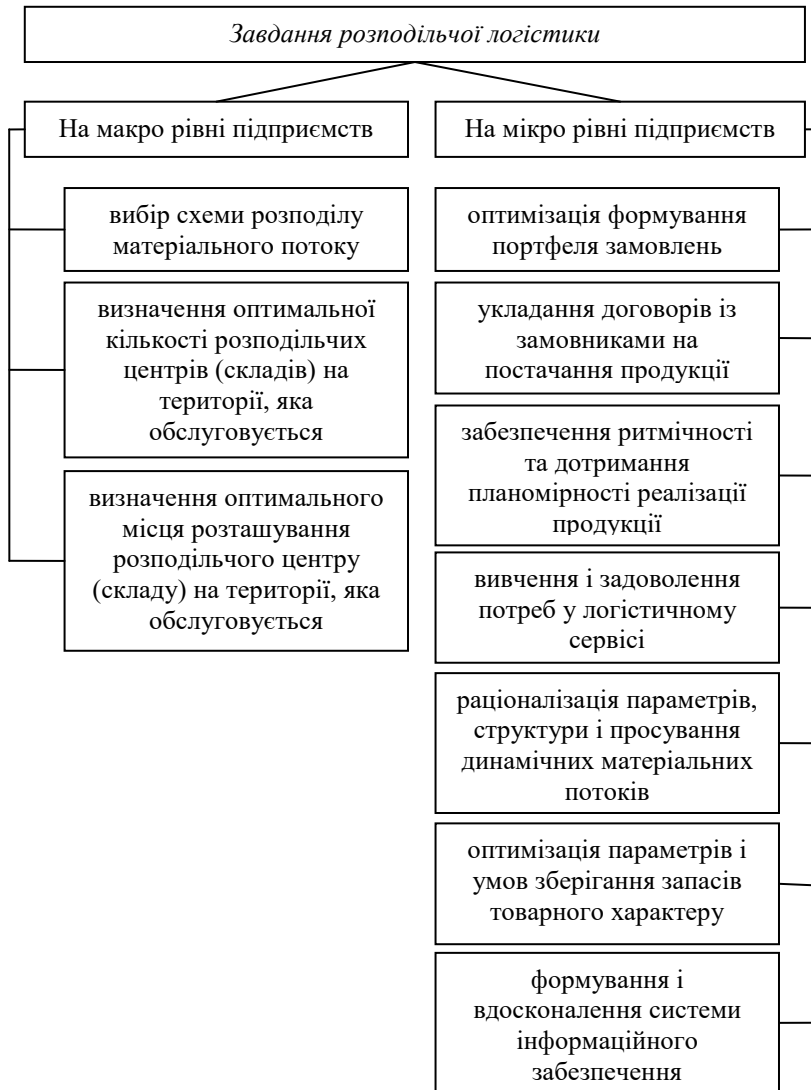 Завдання розподільчої логістики
На макро рівні підприємств
вибір схеми розподілу
матеріального потоку
визначення оптимальної
кількості розподільчих
центрів (складів) на
території, яка
обслуговується
визначення оптимального
місця розташування
розподільчого центру
(складу) на території, яка
обслуговується
На мікро рівні підприємств
оптимізація формування
портфеля замовлень
укладання договорів із
замовниками на
постачання продукції
забезпечення ритмічності
та дотримання
планомірності реалізації
продукції
вивчення і задоволення
потреб у логістичному
сервісі
раціоналізація параметрів,
структури і просування
динамічних матеріальних
потоків
оптимізація параметрів і
умов зберігання запасів
товарного характеру
формування і
вдосконалення системи
інформаційного
забезпечення